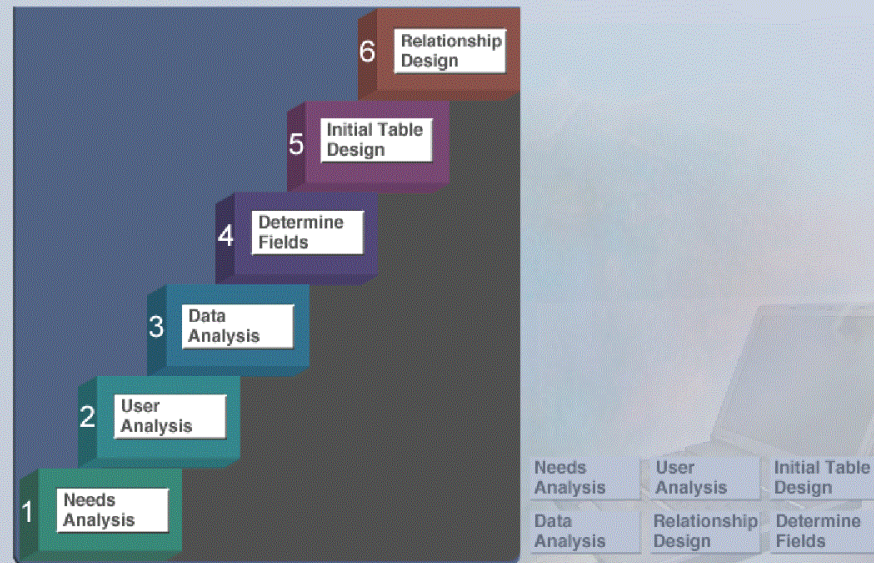 6
Relationship
Design
5
Initial Table
Design
4
Determine
Fields
3
Data
Analysis
2
User
Analysis
1
Needs
Analysis
Needs
Analysis
User
Analysis
Initial Table
Design
Data
Analysis
Relationship
Design
Determine
Fields